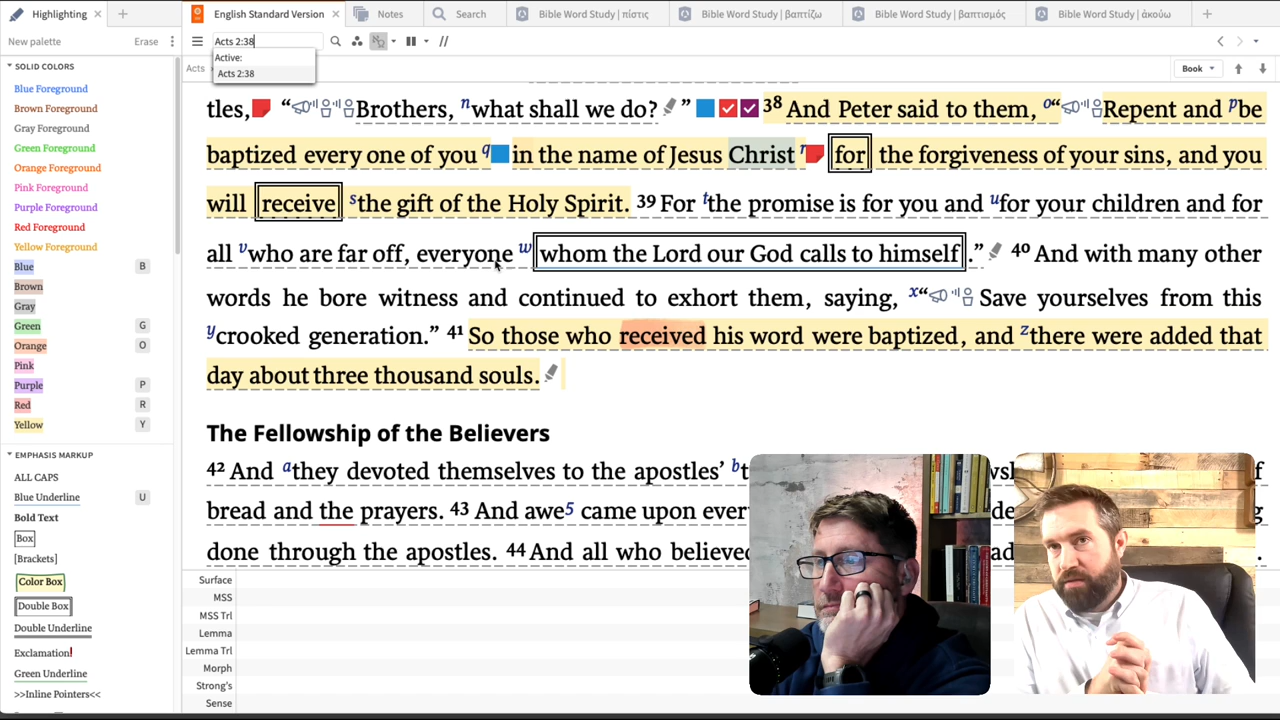 Highlighting
English Standard Version
Notes
Search
Bible Word Study | πίστις
Bible Word Study | βαπτίζω
Bible Word Study | βαπτισμός
Bible Word Study | ἀκούω
New palette
Erase
Acts 2:38
Active:
Acts 2:38
Acts
Book
SOLID COLORS
Blue Foreground
Brown Foreground
Gray Foreground
Green Foreground
Orange Foreground
Pink Foreground
Purple Foreground
Red Foreground
Yellow Foreground
Blue B
Brown
Gray
Green G
Orange O
Pink
Purple P
Red R
Yellow Y
EMPHASIS MARKUP
ALL CAPS
Blue Underline U
Bold Text
Box
[Brackets]
Color Box
Double Box
Double Underline
Exclamation!
Green Underline
>>Inline Pointers<<
tles, “Brothers, n what shall we do?” 38 And Peter said to them, o “Repent and p be
baptized every one of you q in the name of Jesus Christ r for the forgiveness of your sins, and you
will receive s the gift of the Holy Spirit. 39 For t the promise is for you and u for your children and for
all v who are far off, everyone w whom the Lord our God calls to himself.” 40 And with many other
words he bore witness and continued to exhort them, saying, x “Save yourselves from this
y crooked generation.” 41 So those who received his word were baptized, and z there were added that
day about three thousand souls.
The Fellowship of the Believers
42 And a they devoted themselves to the apostles’ b
bread and the prayers. 43 And awe 5 came upon
done through the apostles. 44 And all who
Surface
MSS
MSS Trl
Lemma
Lemma Trl
Morph
Strong's
Sense